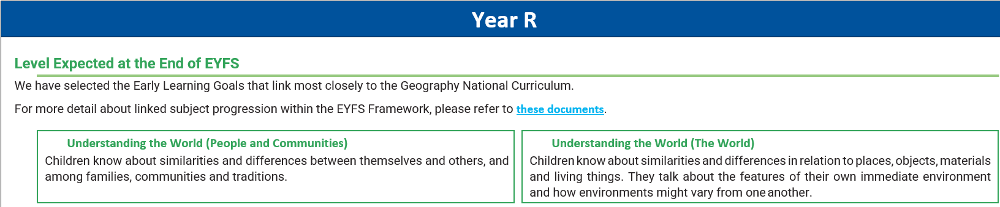 Year R
Level Expected at the End of EYFS
We have selected the Early Learning Goals that link most closely to the Geography National Curriculum.
For more detail about linked subject progression within the EYFS Framework, please refer to these documents.
Understanding the World (People and Communities)
Children know about similarities and differences between themselves and others, and
among families, communities and traditions.
Understanding the World (The World)
Children know about similarities and differences in relation to places, objects, materials
and living things. They talk about the features of their own immediate environment
and how environments might vary from one another.